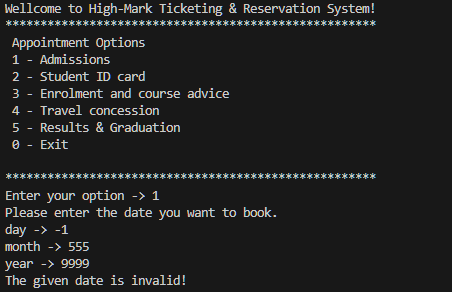 Wellcome to High-Mark Ticketing & Reservation System!
*****************************************************
Appointment Options
1 - Admissions
2 - Student ID card
3 - Enrolment and course advice
4 - Travel concession
5 - Results & Graduation
0 - Exit
*****************************************************
Enter your option -> 1
Please enter the date you want to book.
day -> -1
month -> 555
year -> 9999
The given date is invalid!